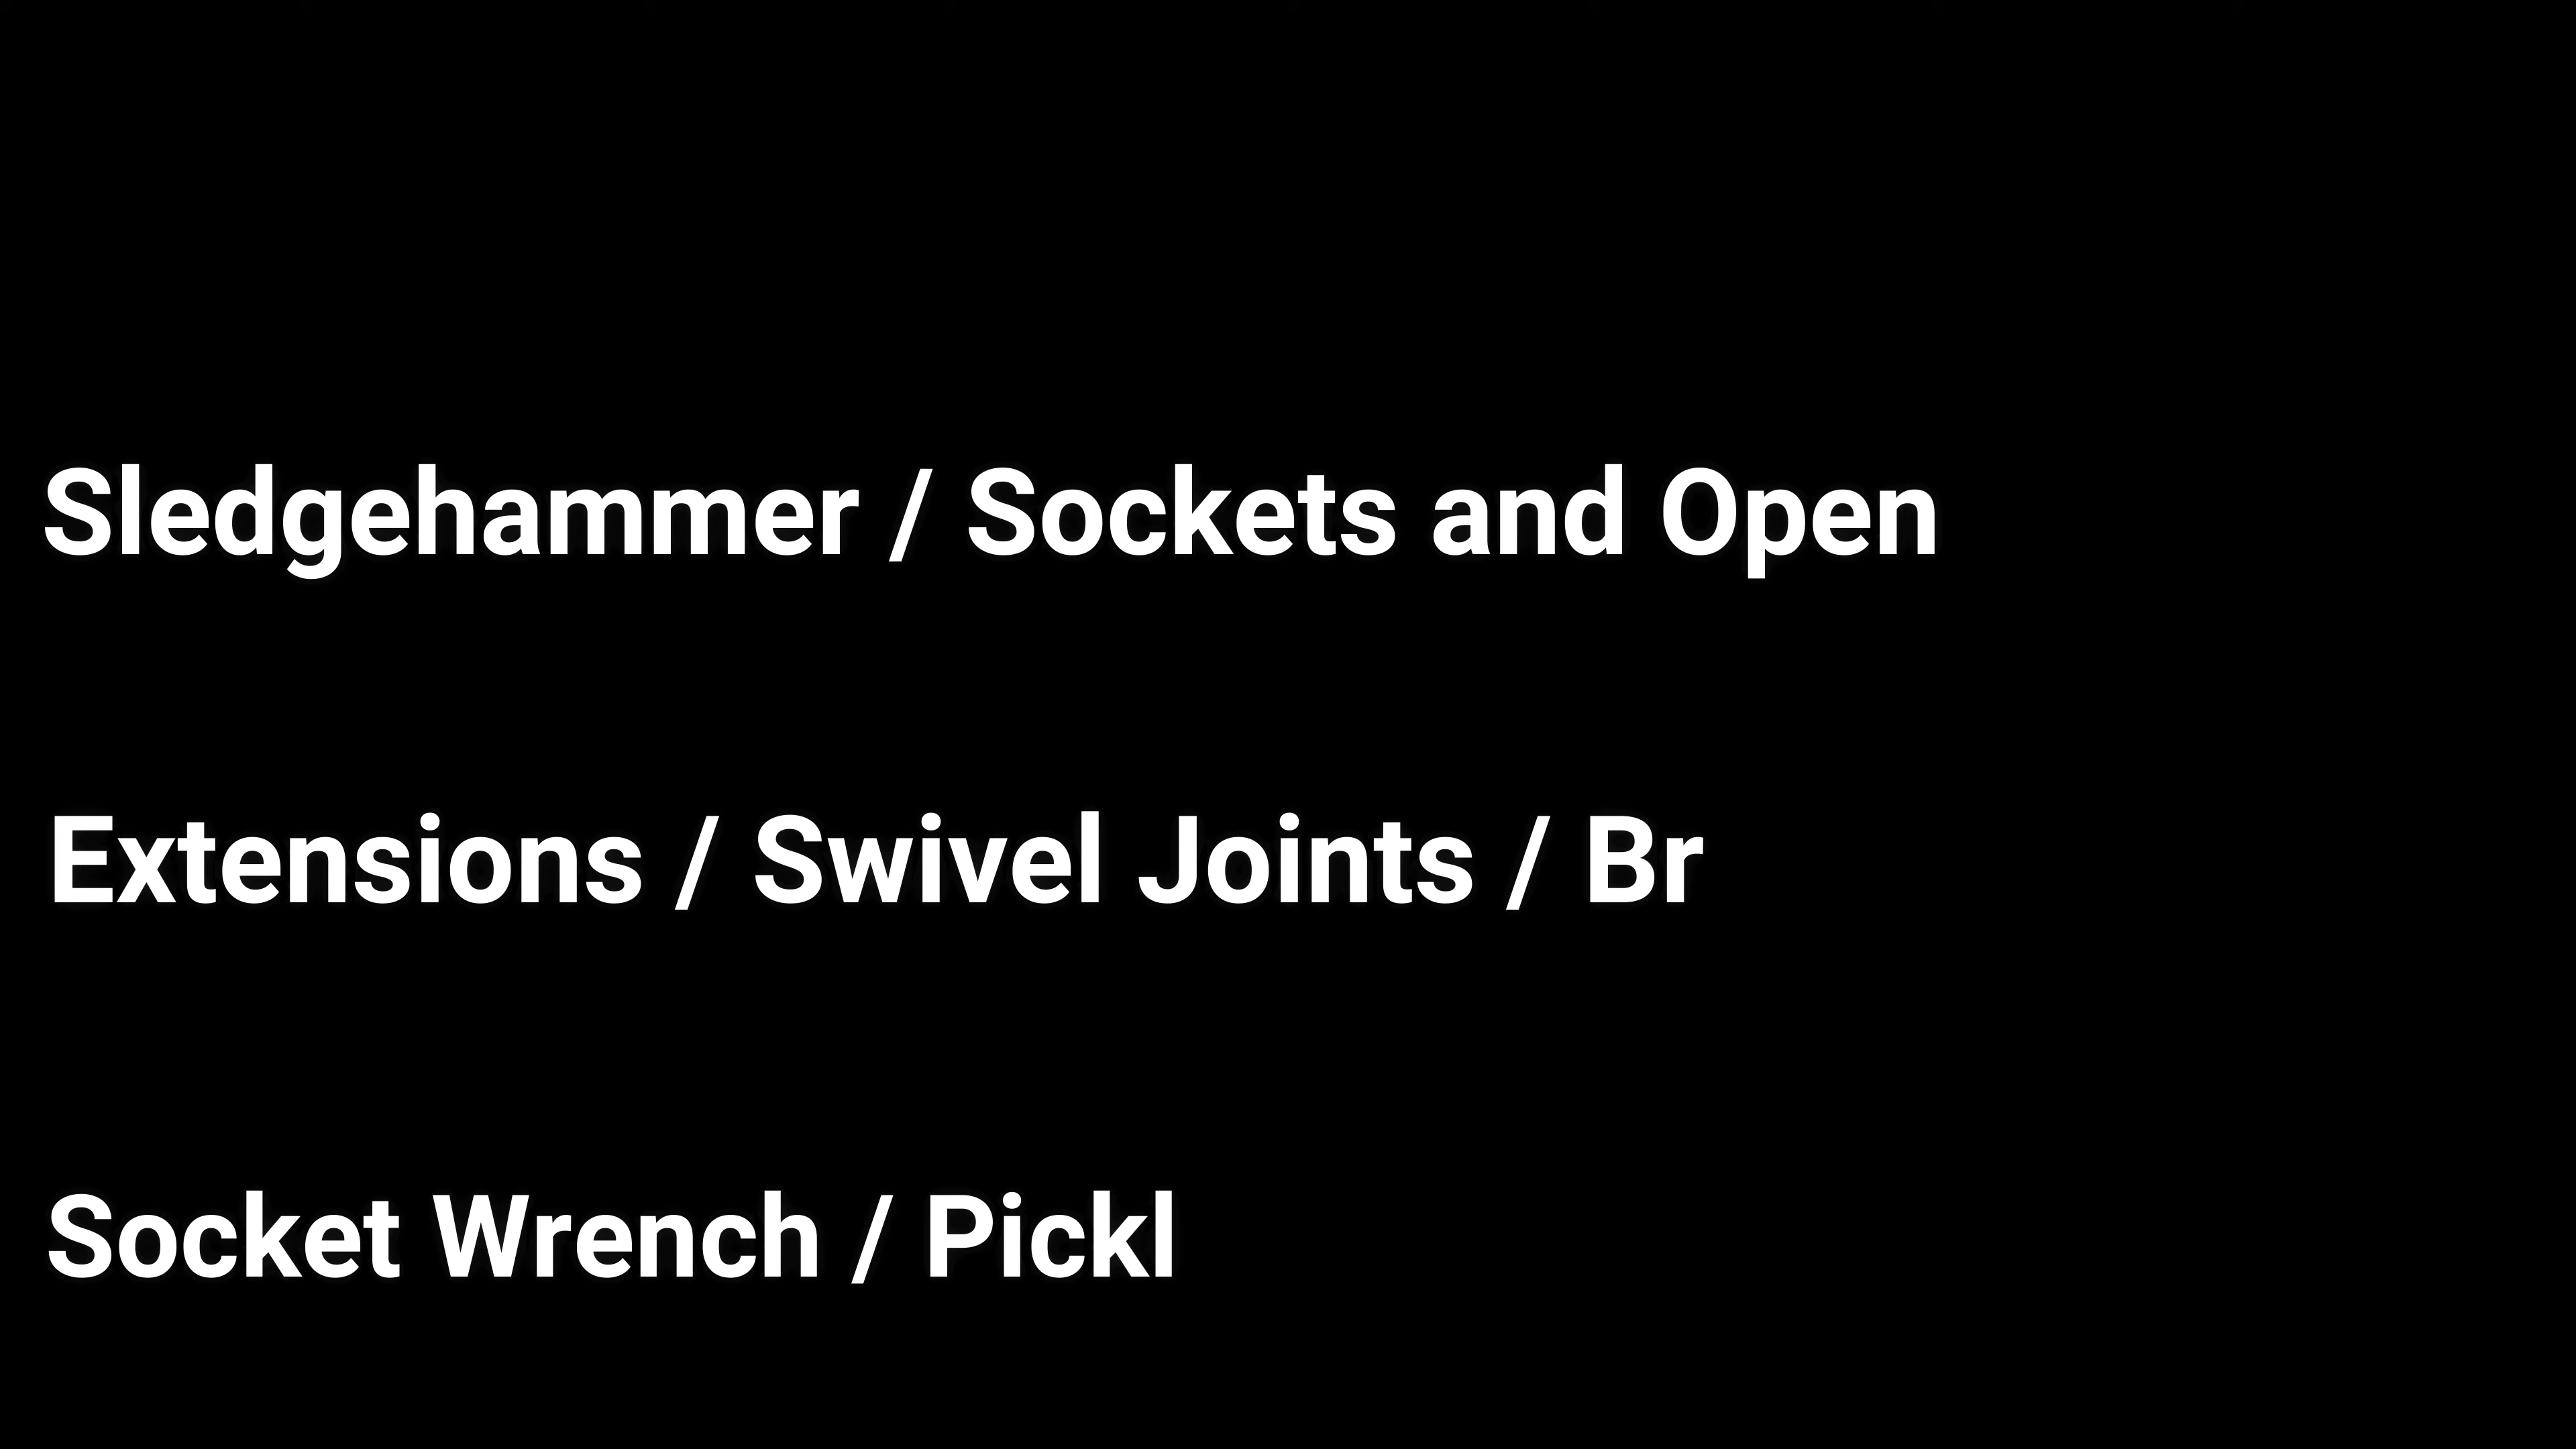 Sledgehammer / Sockets and Open
Extensions / Swivel Joints / Br
Socket Wrench / Pickl